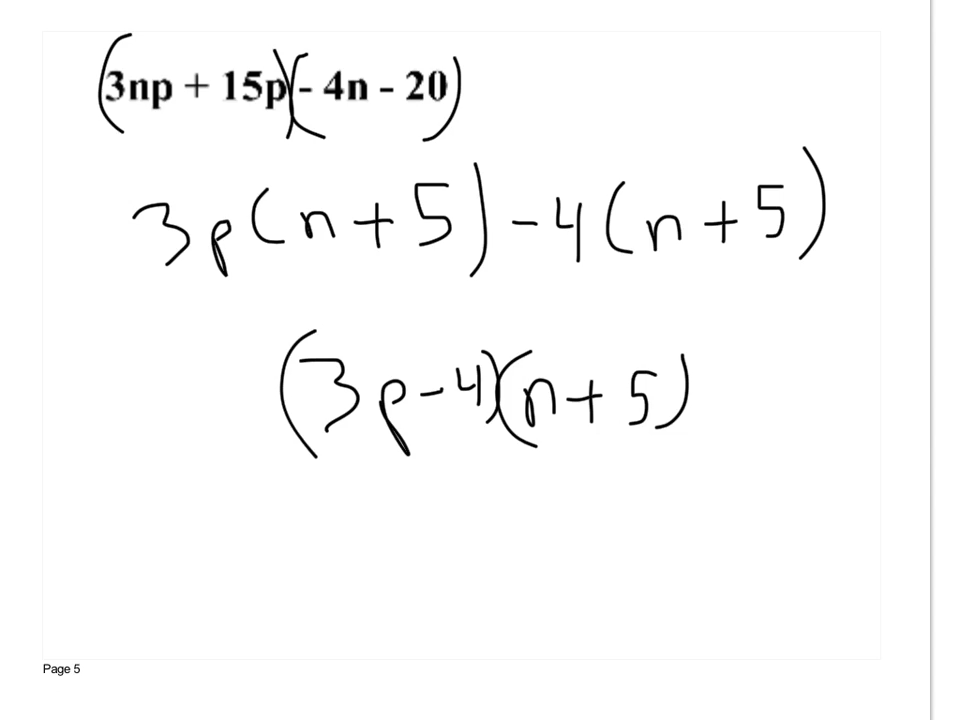 (3np + 15p)(- 4n - 20)
3p(n+5)-4(n+5)
(3p-4)(n+5)
Page 5